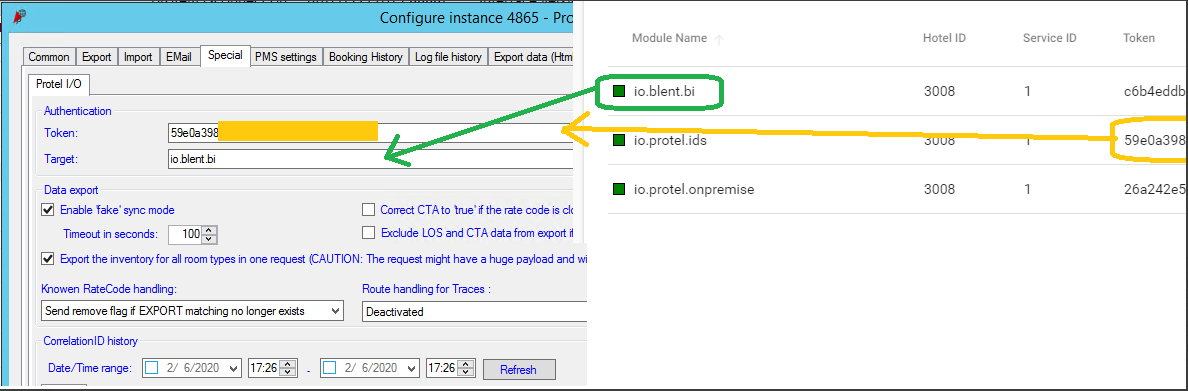 Configure instance 4865 - Pro
Common Export Import EMail Special PMS settings Booking History Log file history Export data (Html
Protel I/O
Authentication
Token: 59e0a398
Target: io.blent.bi
Data export
Enable 'fake' sync mode
Correct CTA to 'true' if the rate code is clo
Timeout in seconds: 100
Exclude LOS and CTA data from export if
Export the inventory for all room types in one request (CAUTION: The request might have a huge payload and wi
Knowen RateCode handling:
Route handling for Traces :
Send remove flag if EXPORT matching no longer exists
Deactivated
CorrelationID history
Date/Time range: 2/ 6/2020 17:26 - 2/ 6/2020 17:26 Refresh
Module Name Hotel ID Service ID Token
io.blent.bi 3008 1 c6b4eddb
io.protel.ids 3008 1 59e0a398
io.protel.onpremise 3008 1 26a242e5